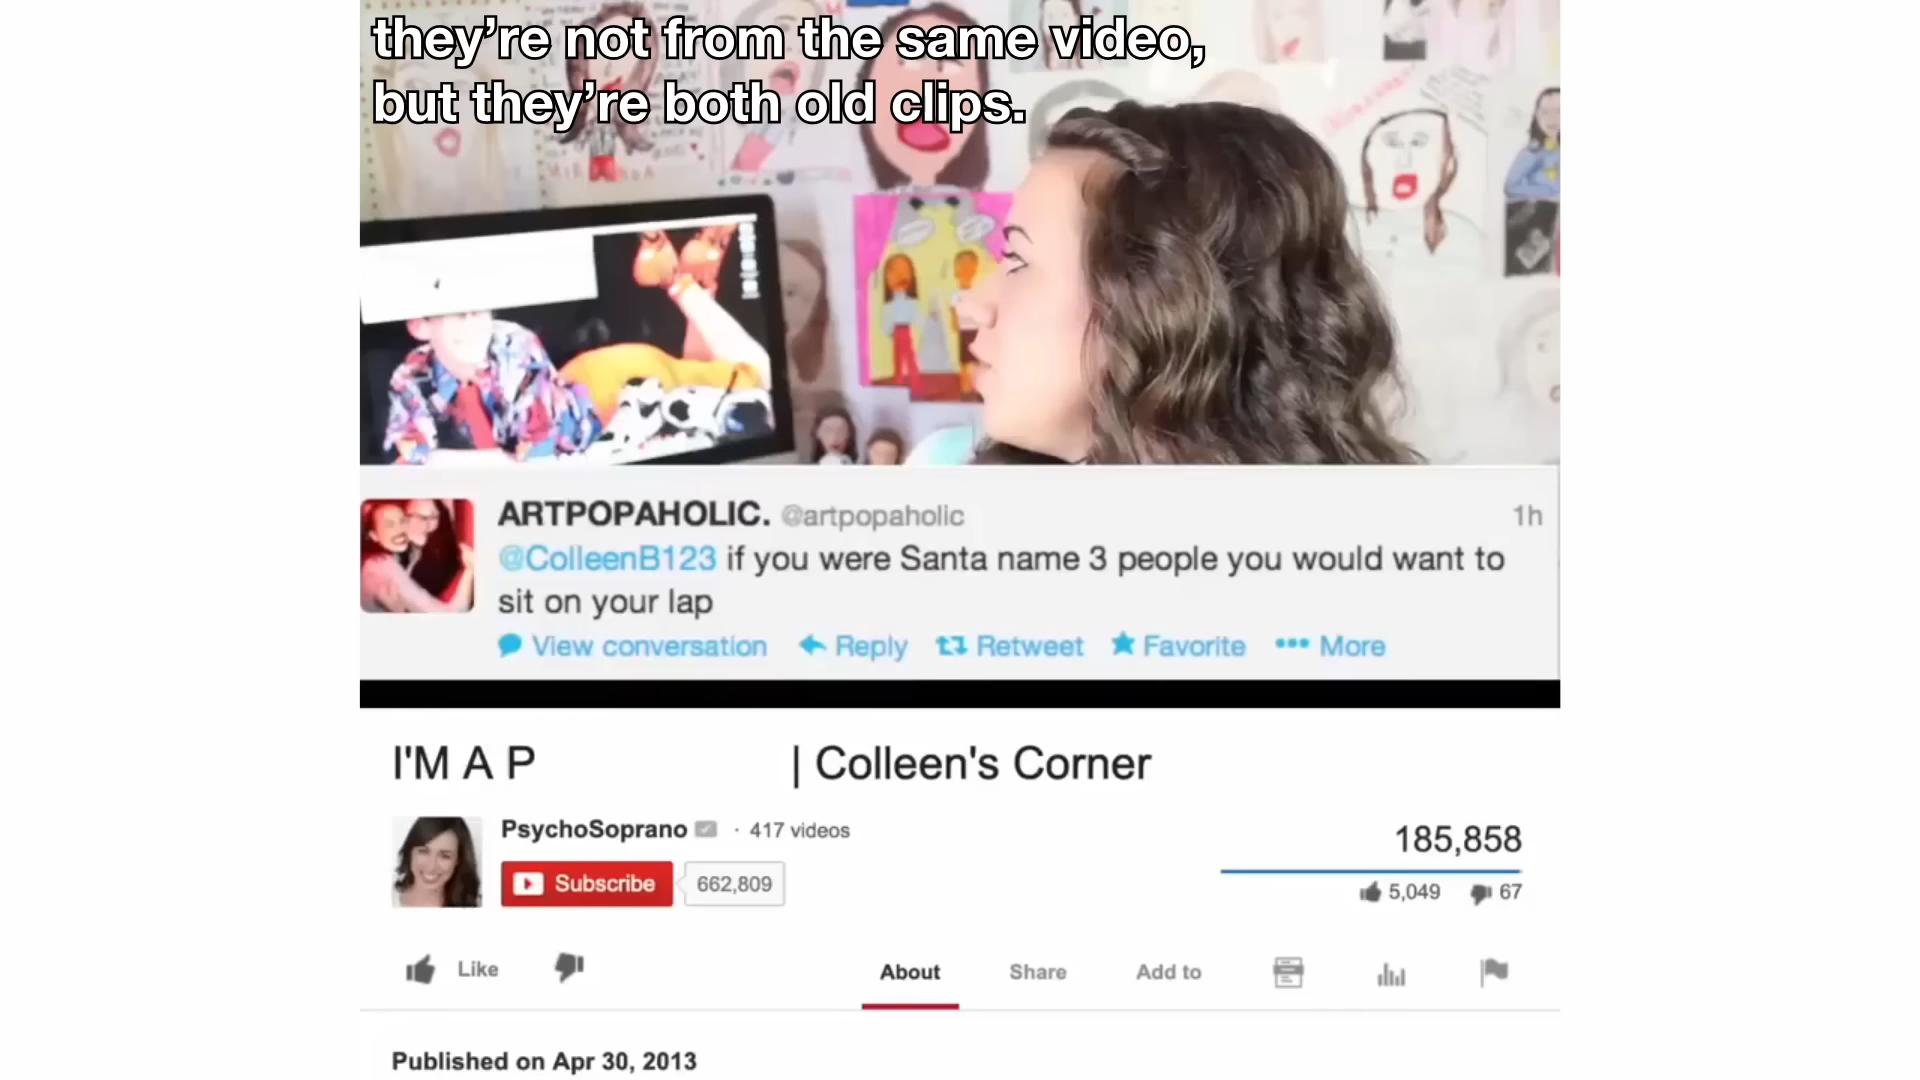 they're not from the same video,
but they're both old clips.
ARTPOPAHOLIC. @artpopaholic 1h
@ColleenB123 if you were Santa name 3 people you would want to
sit on your lap
View conversation Reply Retweet Favorite More
I'M A P | Colleen's Corner
PsychoSoprano · 417 videos
Subscribe 662,809
185,858
5,049 67
Like
About Share Add to
Published on Apr 30, 2013